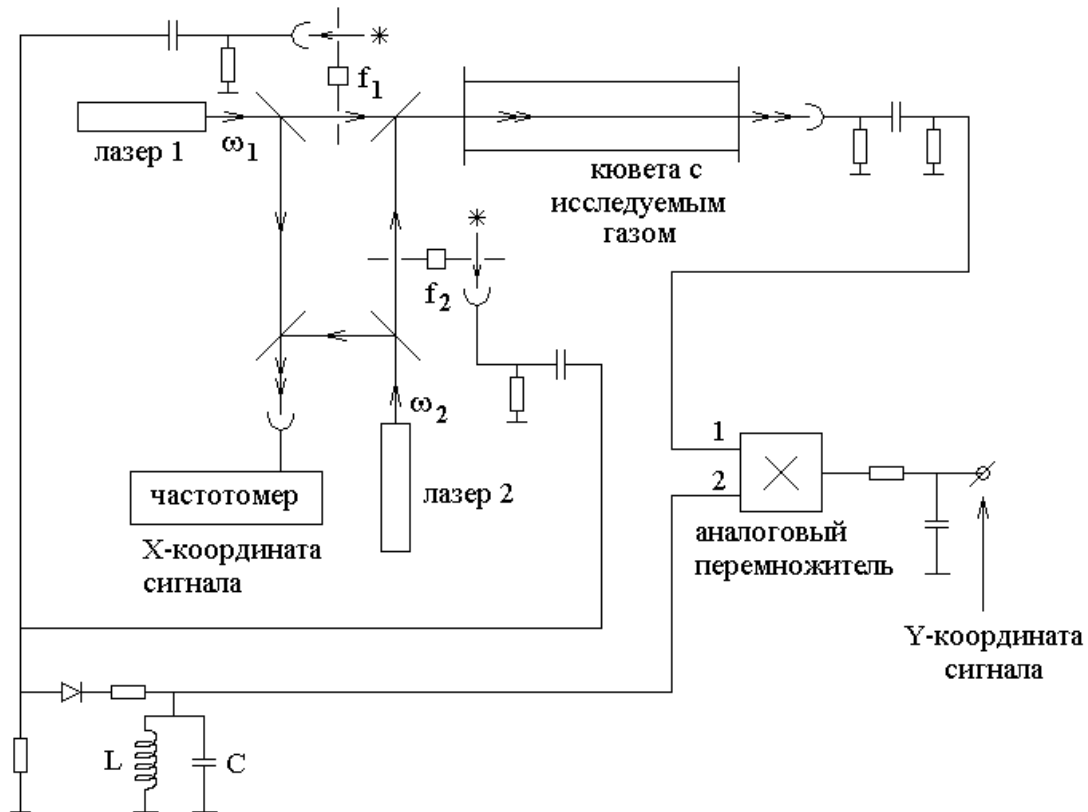 f1
лазер 1
ω1
кювета с
исследуемым
газом
f2
ω2
1
2
частотомер
лазер 2
X-координата
сигнала
аналоговый
перемножитель
Y-координата
сигнала
L
C